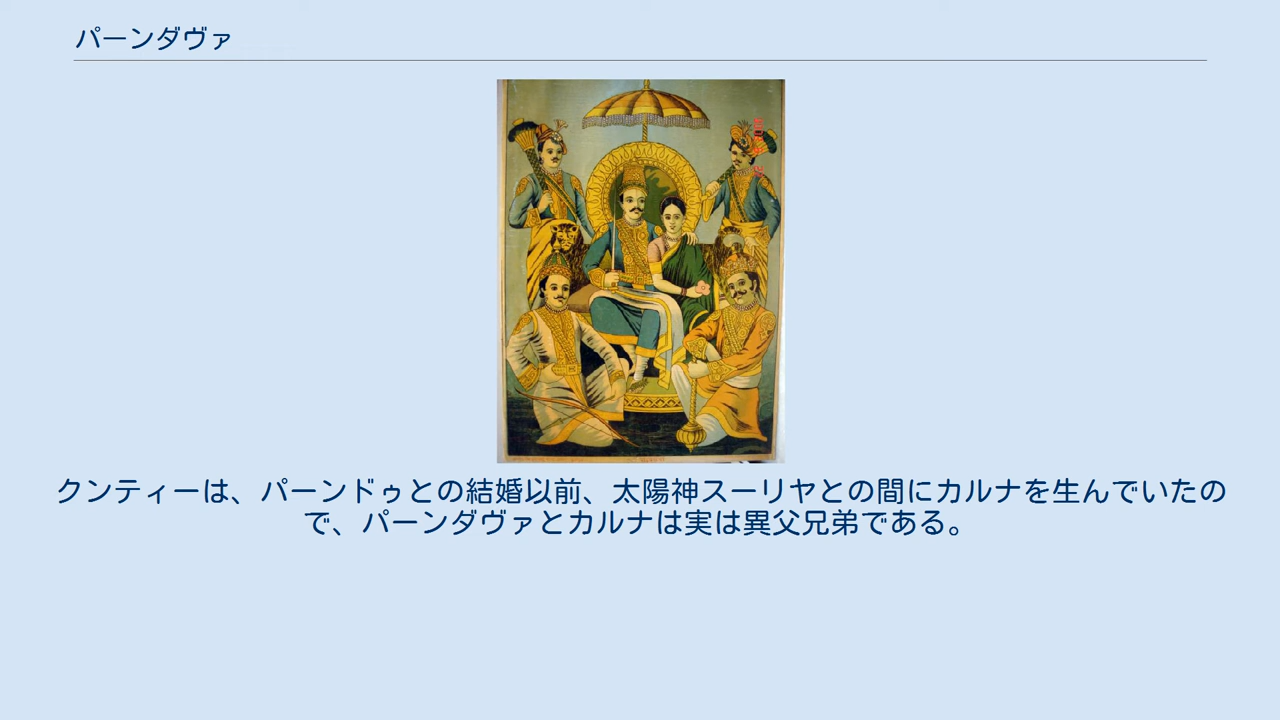 パーンダヴァ
クンティーは、パーンドゥとの結婚以前、太陽神スーリヤとの間にカルナを生んでいたの
で、パーンダヴァとカルナは実は異父兄弟である。